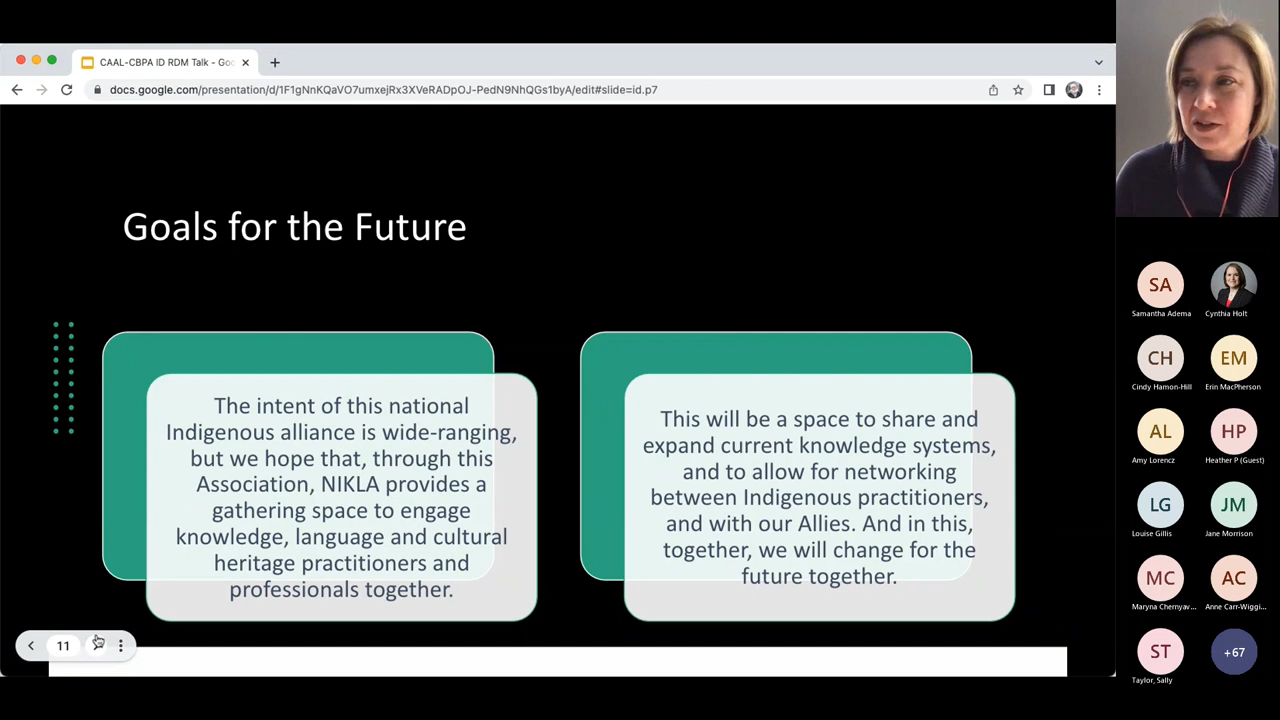 CAAL-CBPA ID RDM Talk - Goo
docs.google.com/presentation/d/1F1gNnKQaVO7umxejRx3XVeRADpOJ-PedN9NhQGs1byA/edit#slide=id.p7
Goals for the Future
The intent of this national
Indigenous alliance is wide-ranging,
but we hope that, through this
Association, NIKLA provides a
gathering space to engage
knowledge, language and cultural
heritage practitioners and
professionals together.
This will be a space to share and
expand current knowledge systems,
and to allow for networking
between Indigenous practitioners,
and with our Allies. And in this,
together, we will change for the
future together.
11
SA
Samantha Adema
Cynthia Holt
CH
Cindy Hamon-Hill
EM
Erin MacPherson
AL
Amy Lorencz
HP
Heather P (Guest)
LG
Louise Gillis
JM
Jane Morrison
MC
Maryna Chernyav...
AC
Anne Carr-Wiggi...
ST
Taylor, Sally
+67